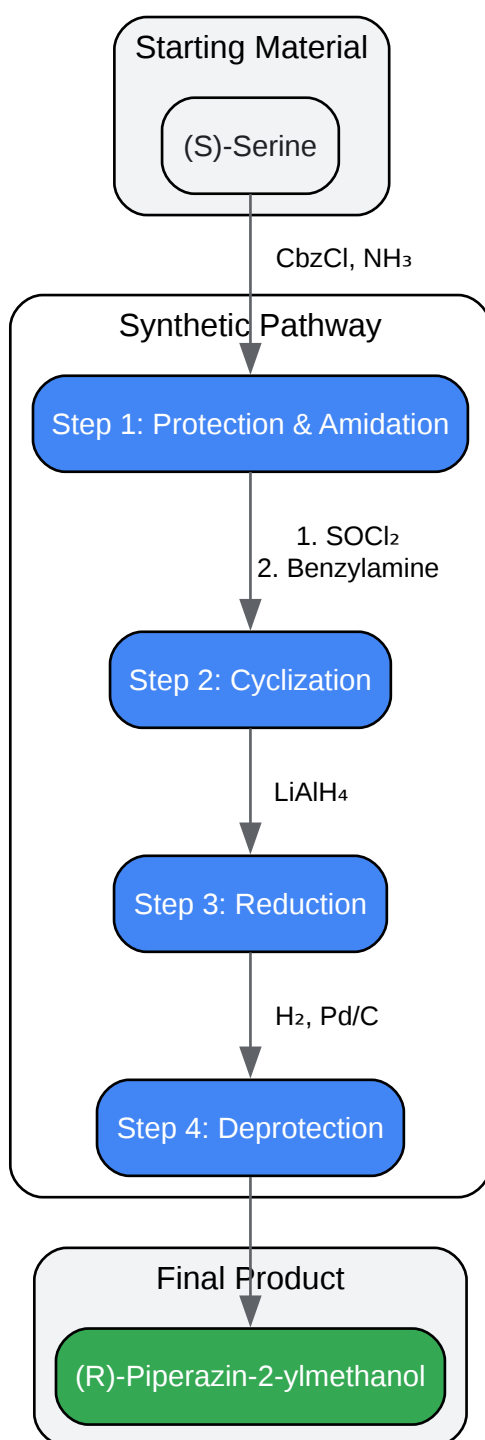 Starting Material
(S)-Serine
CbzCl, NH₃
Synthetic Pathway
Step 1: Protection & Amidation
1. SOCl₂
2. Benzylamine
Step 2: Cyclization
LiAlH₄
Step 3: Reduction
H₂, Pd/C
Step 4: Deprotection
Final Product
(R)-Piperazin-2-ylmethanol